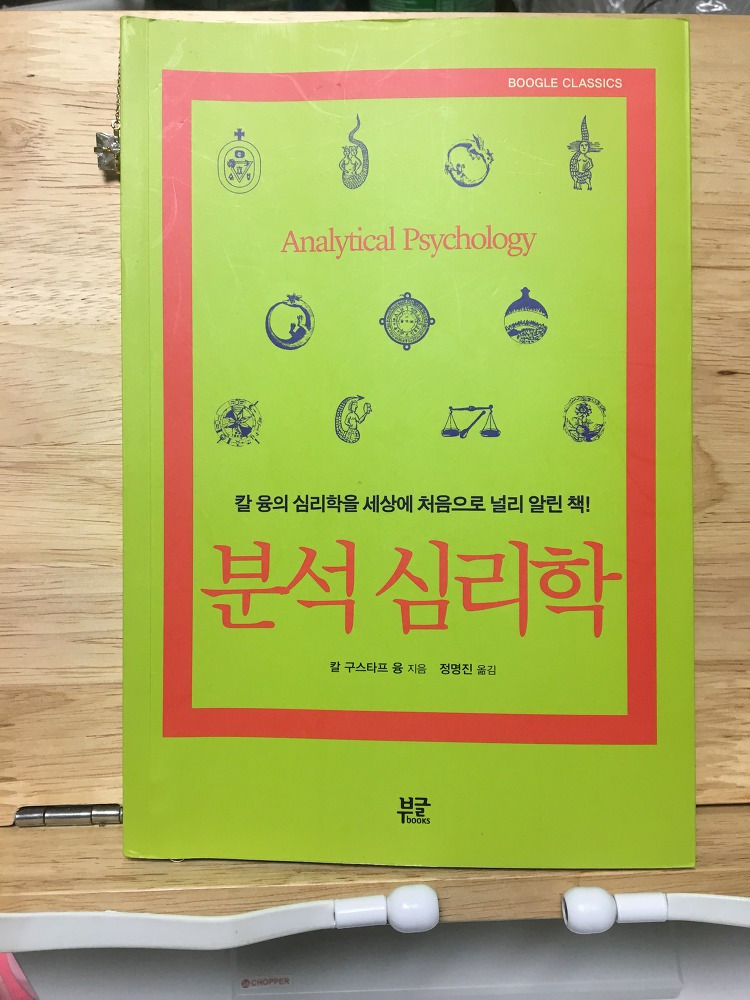 BOOGLE CLASSICS
Analytical Psychology
칼 융의 심리학을 세상에 처음으로 널리 알린 책!
분석 심리학
칼 구스타프 융 지음 정명진 옮김
부글
BOOKS
CHOPPER